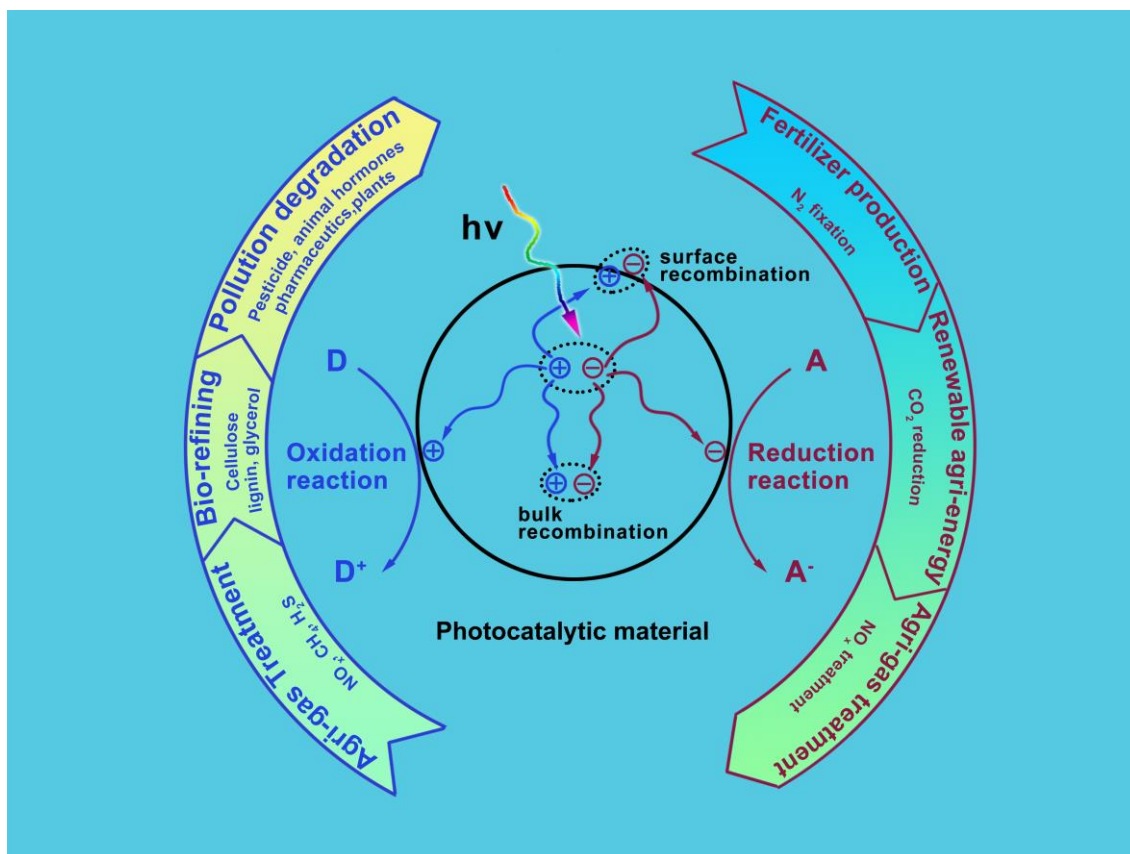 Pollution degradation
Pesticide, animal hormones
pharmaceutics,plants
Bio-refining
Cellulose
lignin, glycerol
Agri-gas Treatment
NOₓ, CH₄, H₂S
hν
surface
recombination
⊕ ⊖
⊕ ⊖
D
Oxidation
reaction
D⁺
⊕
⊕ ⊖
bulk
recombination
⊖
A
Reduction
reaction
A⁻
Photocatalytic material
Fertilizer production
N₂ fixation
Renewable agri-energy
CO₂ reduction
Agri-gas treatment
NOₓ treatment